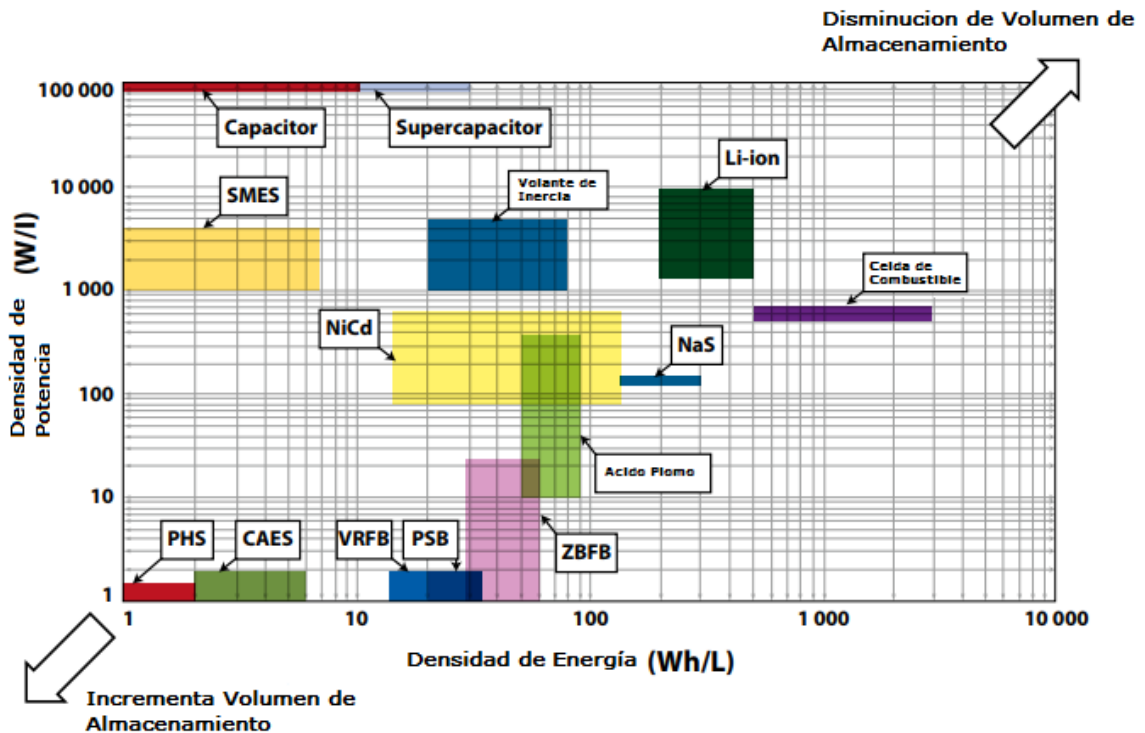 Disminucion de Volumen de
Almacenamiento
100 000
Capacitor
Supercapacitor
Li-ion
10 000
SMES
Volante de
Inercia
Densidad de
Potencia
(W/l)
Celda de
Combustible
1 000
NiCd
NaS
100
Acido Plomo
10
PHS
CAES
VRFB
PSB
ZBFB
1
1
10
100
1 000
10 000
Densidad de Energía (Wh/L)
Incrementa Volumen de
Almacenamiento